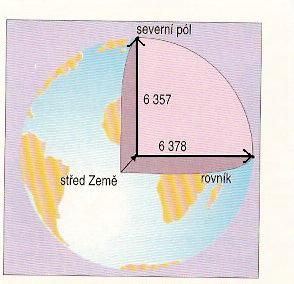 severní pól
6 357
6 378
střed Země
rovník